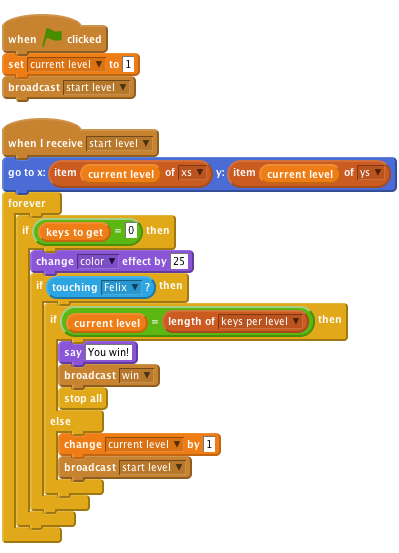 when clicked
set current level to 1
broadcast start level
when I receive start level
go to x: item current level of xs y: item current level of ys
forever
if keys to get = 0 then
change color effect by 25
if touching Felix ? then
if current level = length of keys per level then
say You win!
broadcast win
stop all
else
change current level by 1
broadcast start level